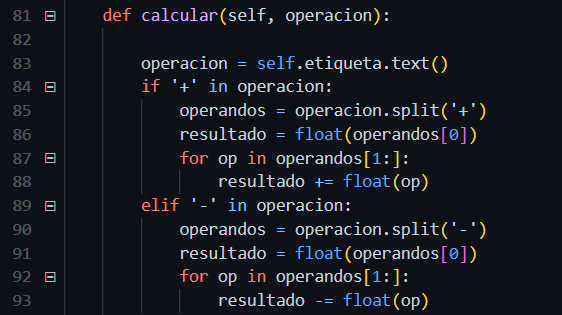 81 def calcular(self, operacion):
82
83 operacion = self.etiqueta.text()
84 if '+' in operacion:
85 operandos = operacion.split('+')
86 resultado = float(operandos[0])
87 for op in operandos[1:]:
88 resultado += float(op)
89 elif '-' in operacion:
90 operandos = operacion.split('-')
91 resultado = float(operandos[0])
92 for op in operandos[1:]:
93 resultado -= float(op)